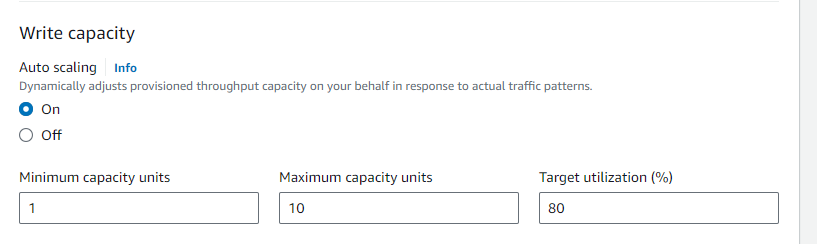 Write capacity
Auto scaling Info
Dynamically adjusts provisioned throughput capacity on your behalf in response to actual traffic patterns.
On
Off
Minimum capacity units Maximum capacity units Target utilization (%)
1 10 80